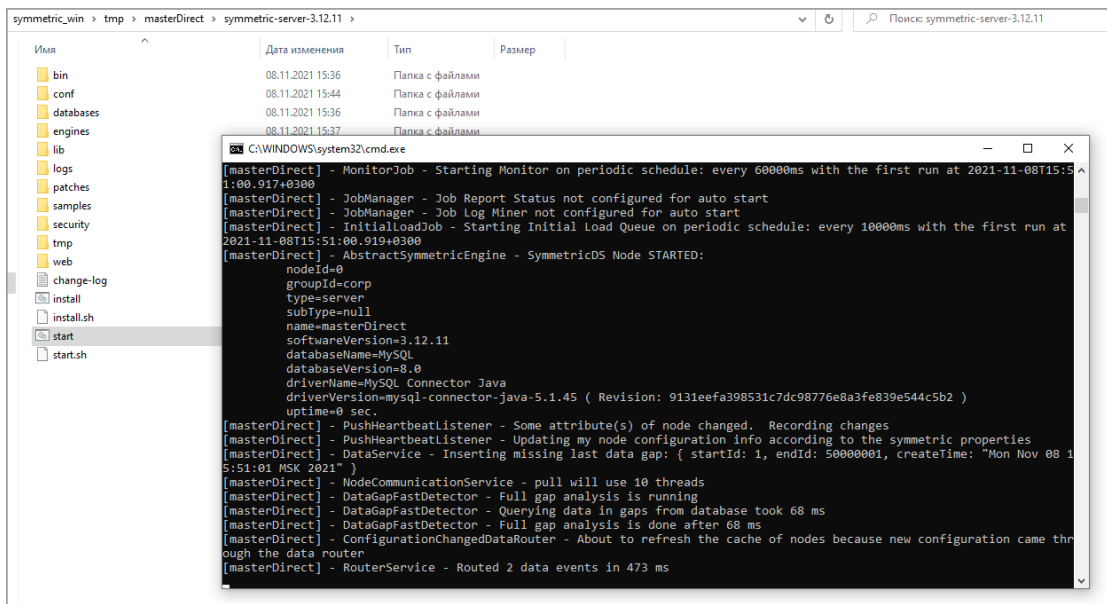 symmetric_win › tmp › masterDirect › symmetric-server-3.12.11 ›
Поиск: symmetric-server-3.12.11
Имя Дата изменения Тип Размер
bin 08.11.2021 15:36 Папка с файлами
conf 08.11.2021 15:44 Папка с файлами
databases 08.11.2021 15:36 Папка с файлами
engines 08.11.2021 15:37 Папка с файлами
lib
logs
patches
samples
security
tmp
web
change-log
install
install.sh
start
start.sh
C:\WINDOWS\system32\cmd.exe
[masterDirect] - MonitorJob - Starting Monitor on periodic schedule: every 60000ms with the first run at 2021-11-08T15:5
1:00.917+0300
[masterDirect] - JobManager - Job Report Status not configured for auto start
[masterDirect] - JobManager - Job Log Miner not configured for auto start
[masterDirect] - InitialLoadJob - Starting Initial Load Queue on periodic schedule: every 10000ms with the first run at
2021-11-08T15:51:00.919+0300
[masterDirect] - AbstractSymmetricEngine - SymmetricDS Node STARTED:
nodeId=0
groupId=corp
type=server
subType=null
name=masterDirect
softwareVersion=3.12.11
databaseName=MySQL
databaseVersion=8.0
driverName=MySQL Connector Java
driverVersion=mysql-connector-java-5.1.45 ( Revision: 9131eefa398531c7dc98776e8a3fe839e544c5b2 )
uptime=0 sec.
[masterDirect] - PushHeartbeatListener - Some attribute(s) of node changed.  Recording changes
[masterDirect] - PushHeartbeatListener - Updating my node configuration info according to the symmetric properties
[masterDirect] - DataService - Inserting missing last data gap: { startId: 1, endId: 50000001, createTime: "Mon Nov 08 1
5:51:01 MSK 2021" }
[masterDirect] - NodeCommunicationService - pull will use 10 threads
[masterDirect] - DataGapFastDetector - Full gap analysis is running
[masterDirect] - DataGapFastDetector - Querying data in gaps from database took 68 ms
[masterDirect] - DataGapFastDetector - Full gap analysis is done after 68 ms
[masterDirect] - ConfigurationChangedDataRouter - About to refresh the cache of nodes because new configuration came thr
ough the data router
[masterDirect] - RouterService - Routed 2 data events in 473 ms